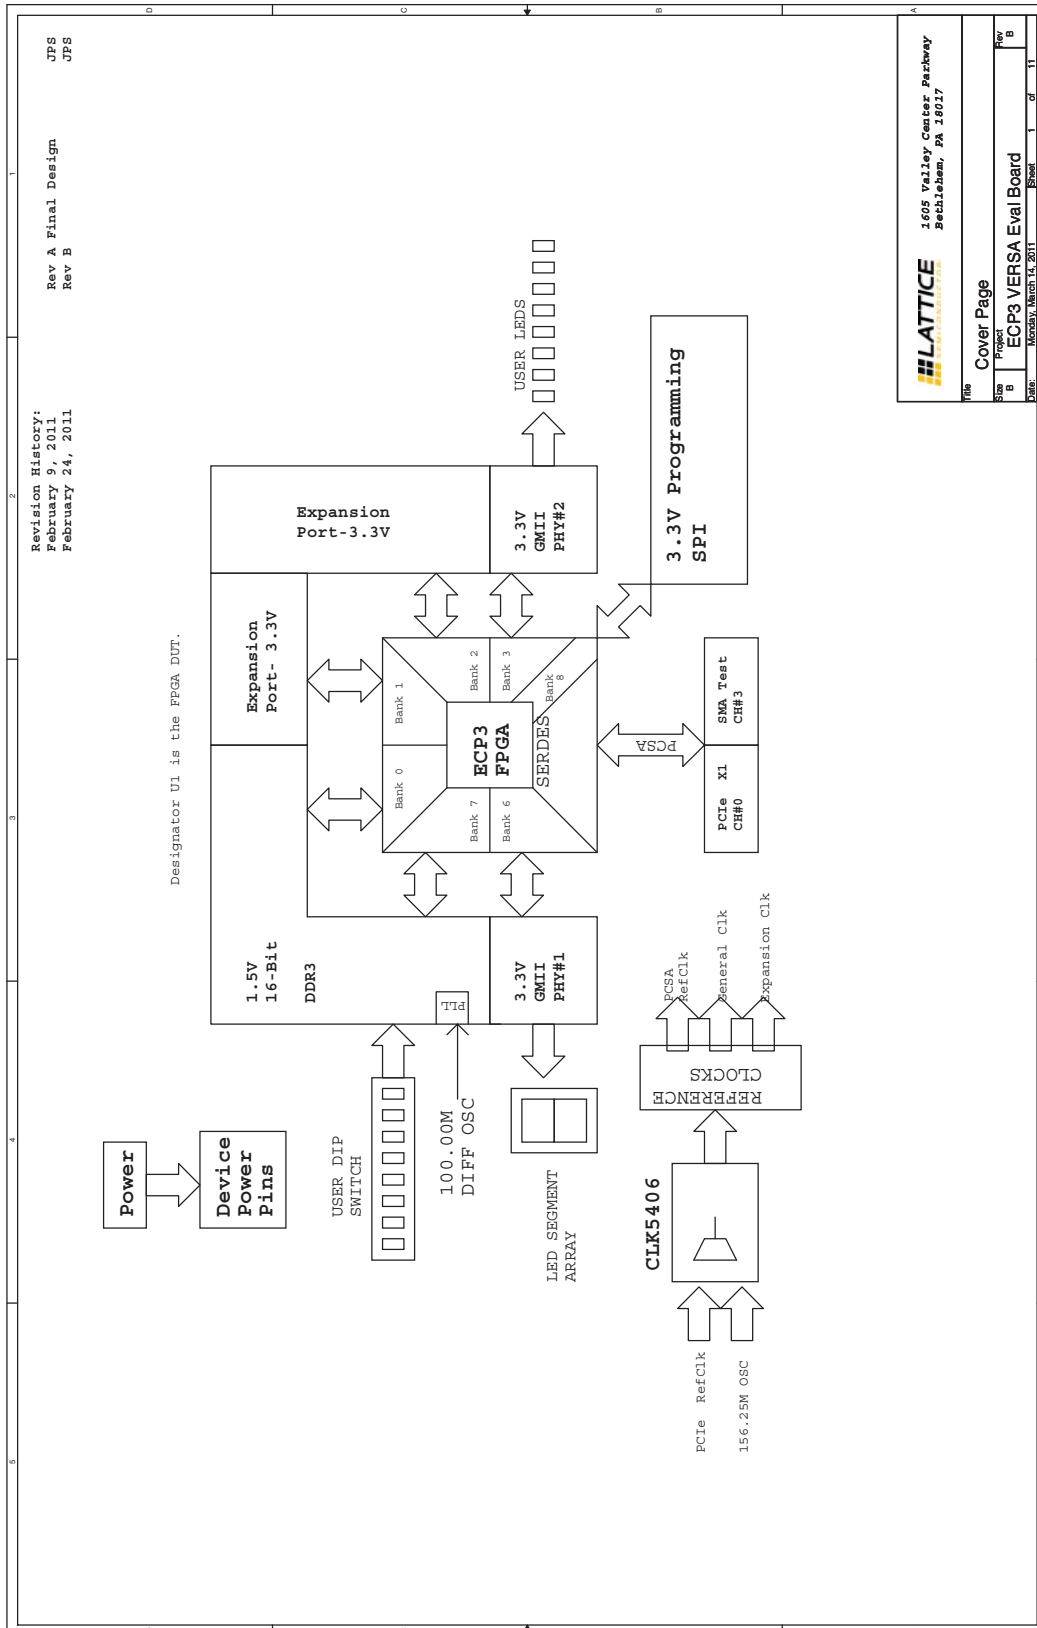 5
4
3
2
1
D
C
B
A
Revision History:
February 9, 2011 Rev A Final Design JPS
February 24, 2011 Rev B JPS
Designator U1 is the FPGA DUT.
Power
Device
Power
Pins
1.5V
16-Bit
DDR3
Expansion
Port- 3.3V
Expansion
Port-3.3V
USER DIP
SWITCH
100.00M
DIFF OSC
PLL
Bank 0
Bank 1
Bank 7
Bank 2
ECP3
FPGA
Bank 6
Bank 3
Bank
8
SERDES
3.3V
GMII
PHY#1
3.3V
GMII
PHY#2
USER LEDS
LED SEGMENT
ARRAY
3.3V Programming
SPI
PCSA
PCIe X1
CH#0
SMA Test
CH#3
CLK5406
PCIe RefClk
156.25M OSC
REFERENCE
CLOCKS
PCSA
RefClk
General Clk
Expansion Clk
LATTICE
SEMICONDUCTOR
1605 Valley Center Parkway
Bethlehem, PA 18017
Title
Cover Page
Size
B
Project
ECP3 VERSA Eval Board
Rev
B
Date: Monday, March 14, 2011 Sheet 1 of 11